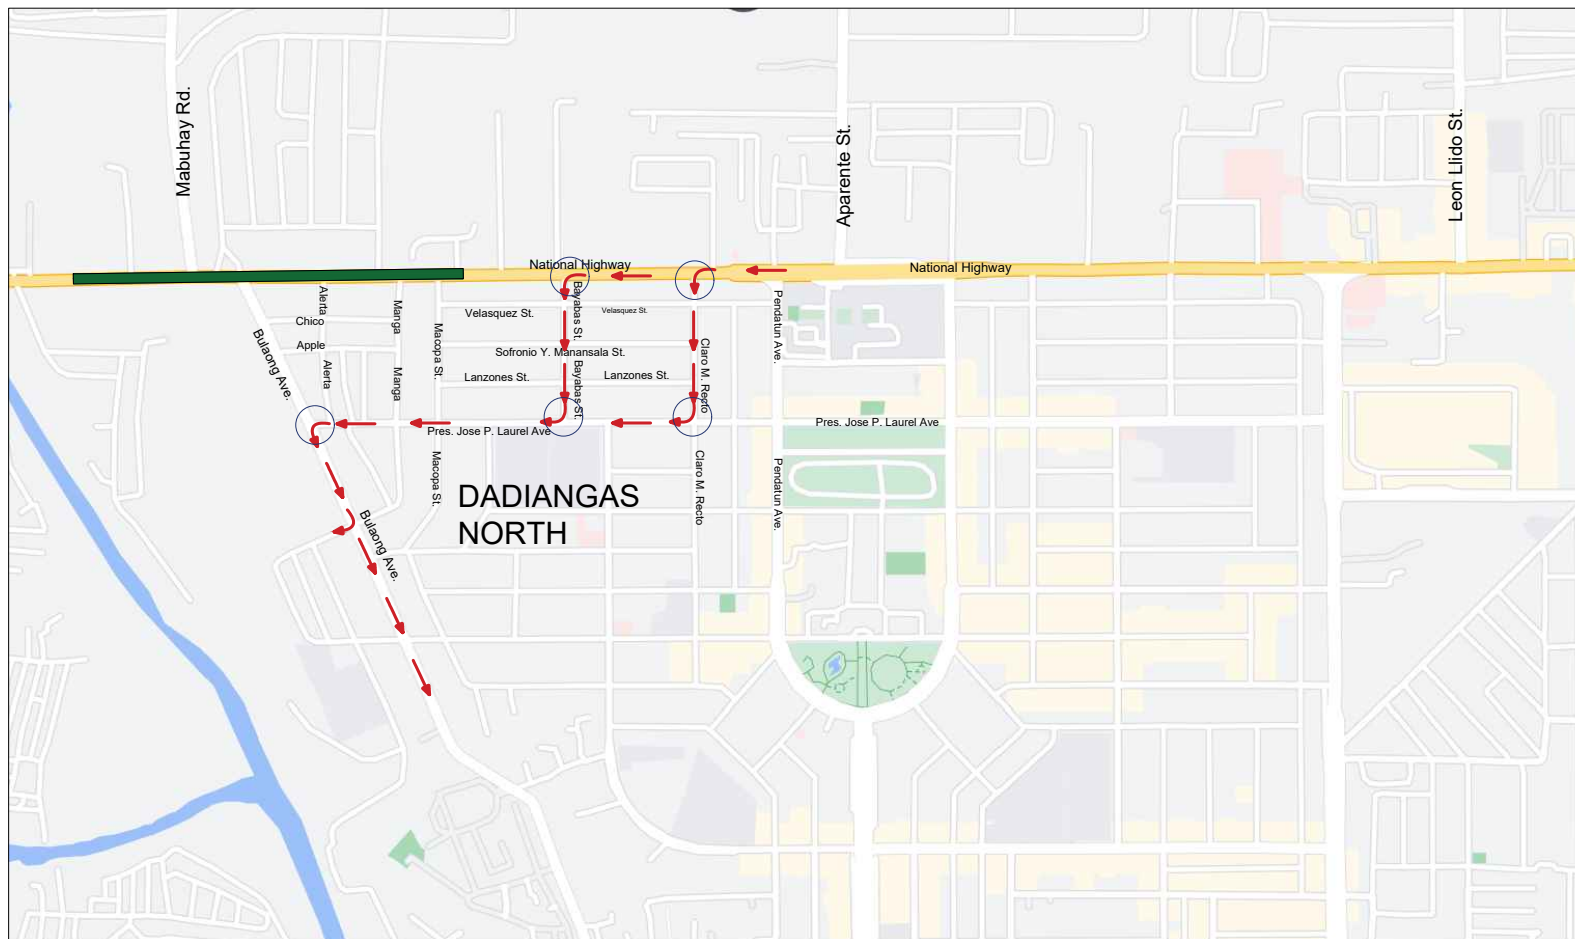 Mabuhay Rd.
Aparente St.
Leon Llido St.
National Highway
National Highway
Alerta
Chico
Apple
Alerta
Manga
Manga
Macopa St.
Velasquez St.
Bayabas St.
Velasquez St.
Sofronio Y. Manansala St.
Lanzones St.
Bayabas St.
Lanzones St.
Claro M. Recto
Pendatun Ave.
Bulaong Ave.
Pres. Jose P. Laurel Ave
Pres. Jose P. Laurel Ave
Macopa St.
DADIANGAS
NORTH
Claro M. Recto
Pendatun Ave.
Bulaong Ave.